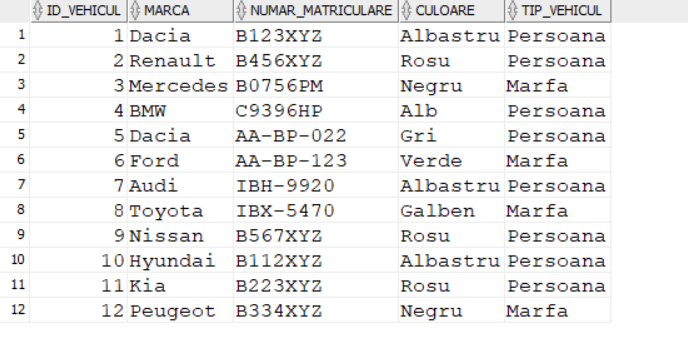 ID_VEHICUL MARCA NUMAR_MATRICULARE CULOARE TIP_VEHICUL
1 1 Dacia B123XYZ Albastru Persoana
2 2 Renault B456XYZ Rosu Persoana
3 3 Mercedes B0756PM Negru Marfa
4 4 BMW C9396HP Alb Persoana
5 5 Dacia AA-BP-022 Gri Persoana
6 6 Ford AA-BP-123 Verde Marfa
7 7 Audi IBH-9920 Albastru Persoana
8 8 Toyota IBX-5470 Galben Marfa
9 9 Nissan B567XYZ Rosu Persoana
10 10 Hyundai B112XYZ Albastru Persoana
11 11 Kia B223XYZ Rosu Persoana
12 12 Peugeot B334XYZ Negru Marfa